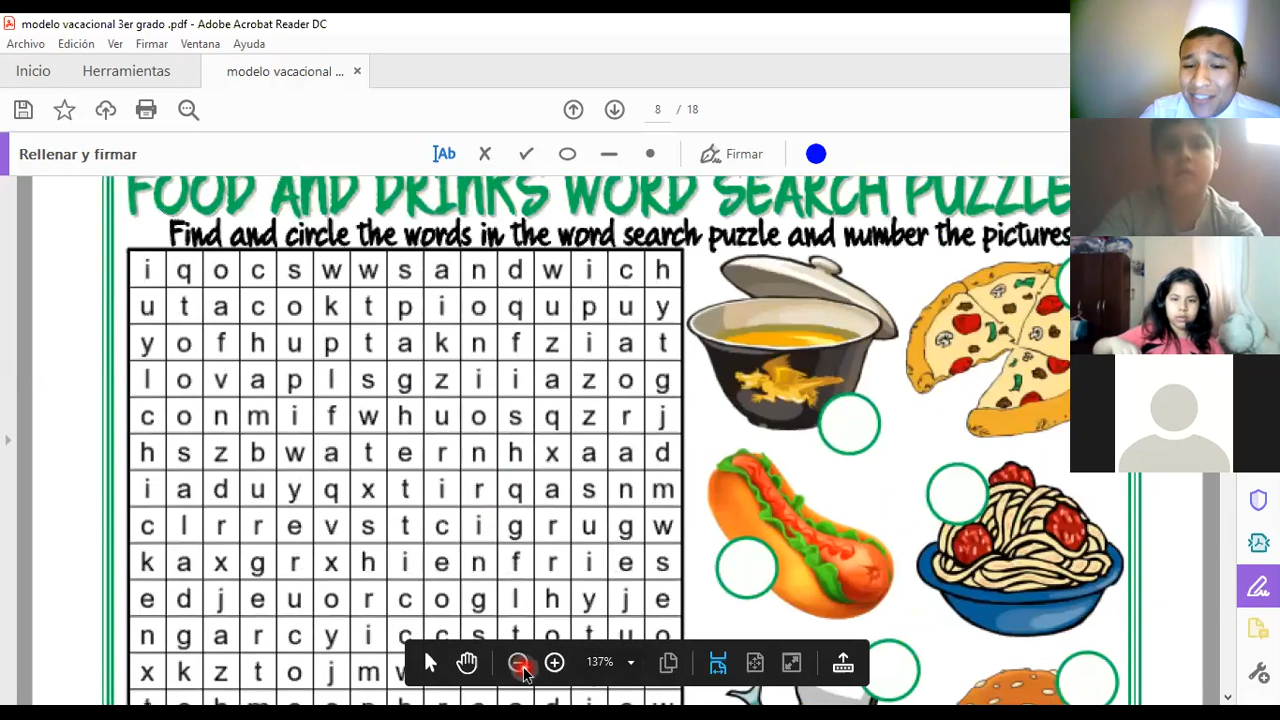 modelo vacacional 3er grado .pdf - Adobe Acrobat Reader DC
Archivo Edición Ver Firmar Ventana Ayuda
Inicio Herramientas modelo vacacional ... ×
8 / 18
Rellenar y firmar Ab Firmar
FOOD AND DRINKS WORD SEARCH PUZZLE
Find and circle the words in the word search puzzle and number the pictures
i q o c s w w s a n d w i c h
u t a c o k t p i o q u p u y
y o f h u p t a k n f z i a t
l o v a p l s g z i i a z o g
c o n m i f w h u o s q z r j
h s z b w a t e r n h x a a d
i a d u y q x t i r q a s n m
c l r r e v s t c i g r u g w
k a x g r x h i e n f r i e s
e d j e u o r c o g l h y j e
n g a r c y i c c s t o t u o
x k z t o j m
137%